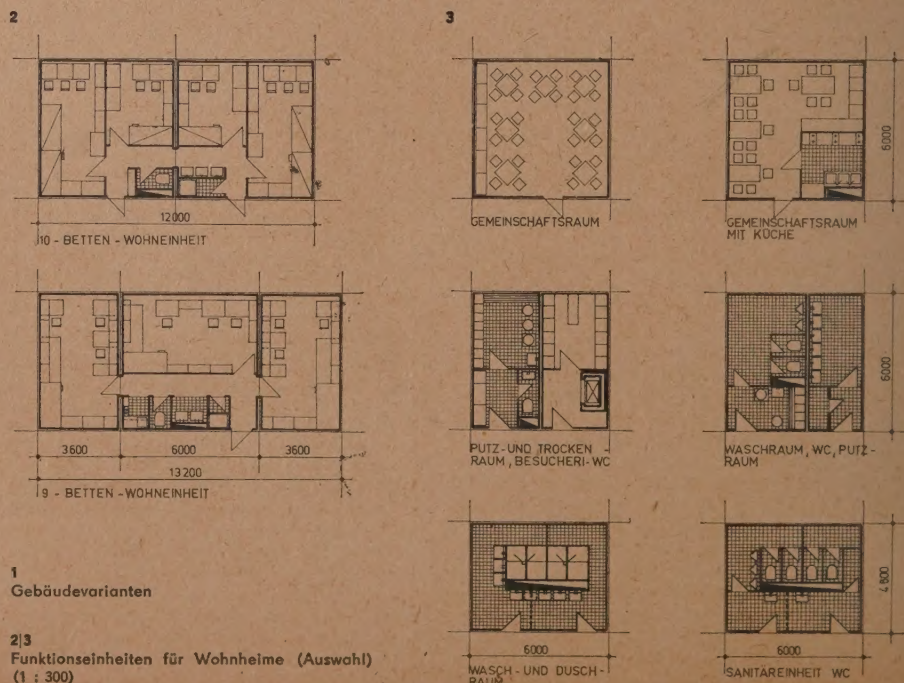 2
12000
10 - BETTEN - WOHNEINHEIT
3600 6000 3600
13200
9 - BETTEN - WOHNEINHEIT
1
Gebäudevarianten
2|3
Funktionseinheiten für Wohnheime (Auswahl)
(1 : 300)
3
GEMEINSCHAFTSRAUM
GEMEINSCHAFTSRAUM
MIT KÜCHE
6000
PUTZ-UND TROCKEN -
RAUM, BESUCHERI-WC
WASCHRAUM, WC, PUTZ-
RAUM
6000
6000
WASCH - UND DUSCH -
RAUM
6000
SANITÄREINHEIT WC
4800